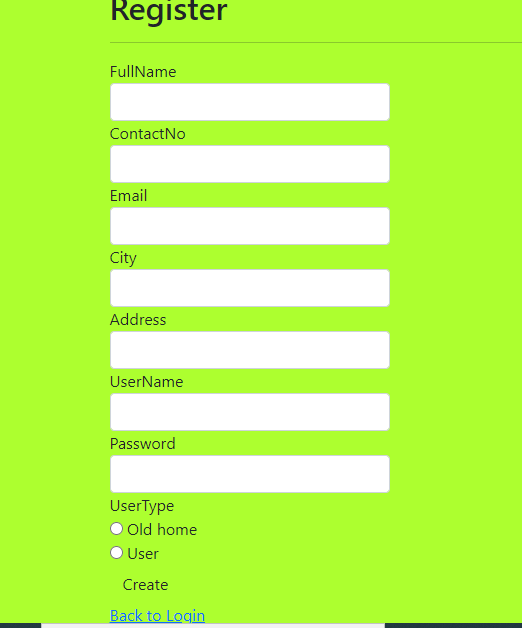 Register
FullName
ContactNo
Email
City
Address
UserName
Password
UserType
Old home
User
Create
Back to Login